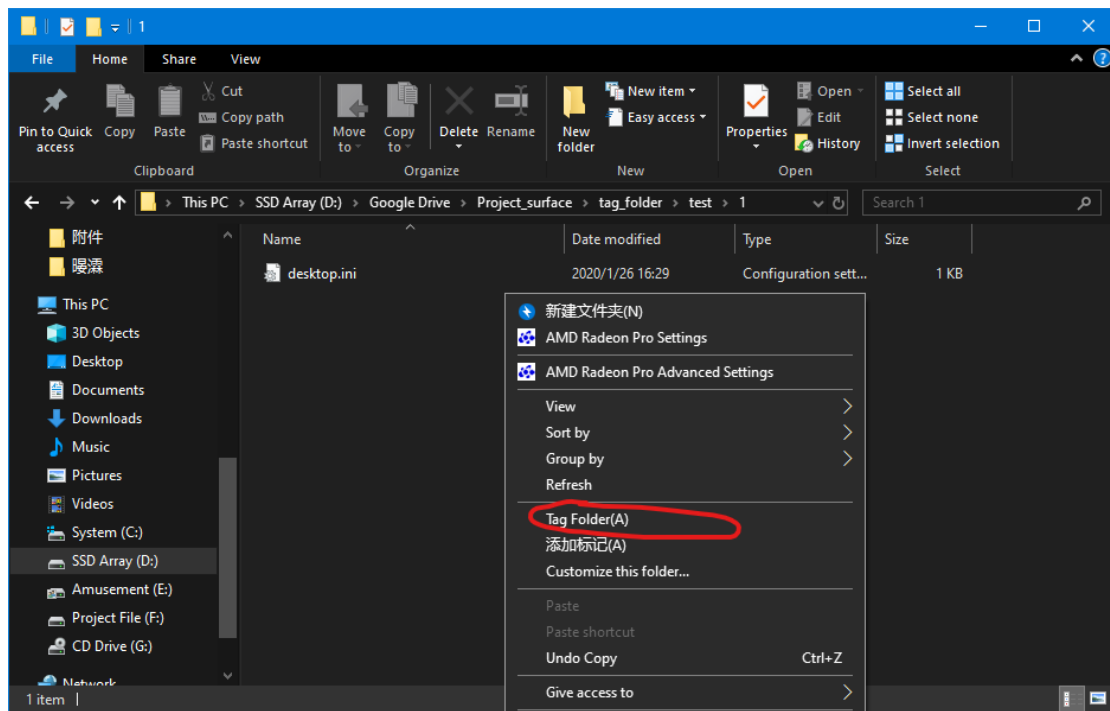 1
File Home Share View
Pin to Quick access
Copy
Paste
Cut
Copy path
Paste shortcut
Clipboard
Move to
Copy to
Delete
Rename
Organize
New folder
New item
Easy access
New
Properties
Open
Edit
History
Open
Select all
Select none
Invert selection
Select
This PC > SSD Array (D:) > Google Drive > Project_surface > tag_folder > test > 1
Search 1
附件
This PC
3D Objects
Desktop
Documents
Downloads
Music
Pictures
Videos
System (C:)
SSD Array (D:)
Amusement (E:)
Project File (F:)
CD Drive (G:)
Network
Name Date modified Type Size
desktop.ini 2020/1/26 16:29 Configuration sett... 1 KB
新建文件夹(N)
AMD Radeon Pro Settings
AMD Radeon Pro Advanced Settings
View
Sort by
Group by
Refresh
Tag Folder(A)
添加标记(A)
Customize this folder...
Paste
Paste shortcut
Undo Copy Ctrl+Z
Give access to
1 item